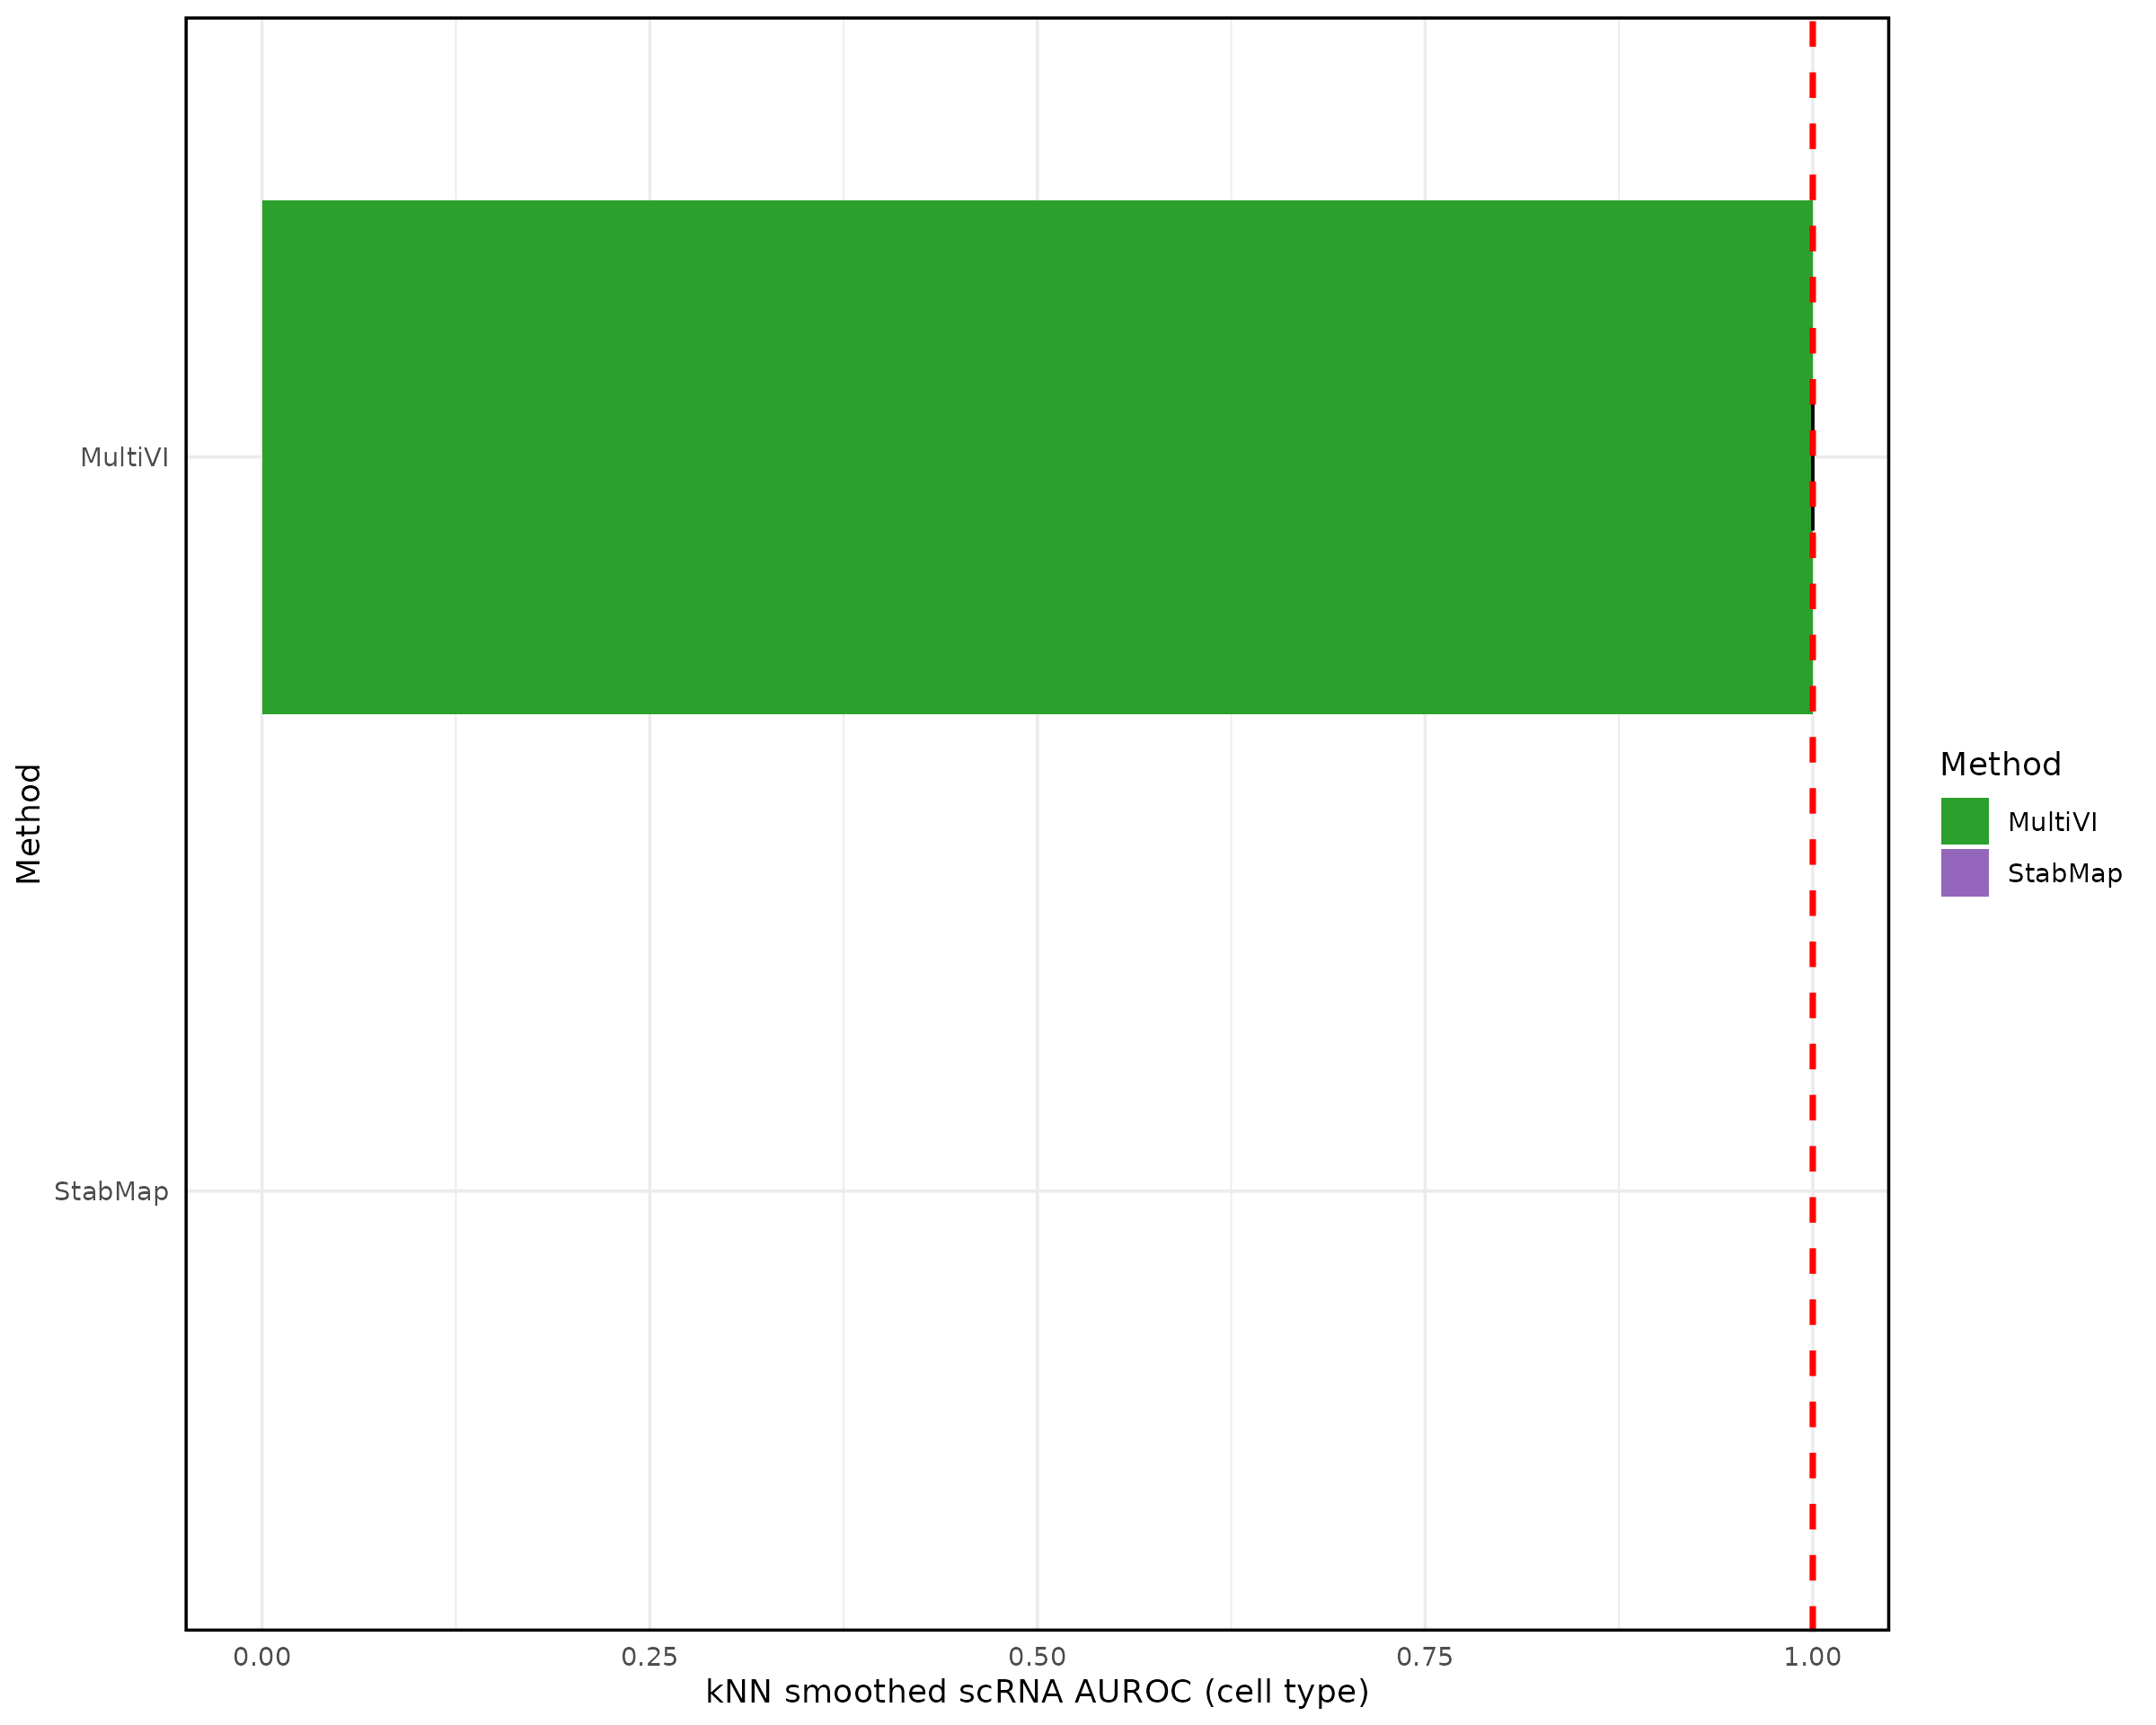 Method
MultiVI
StabMap
0.00 0.25 0.50 0.75 1.00
kNN smoothed scRNA AUROC (cell type)
Method
MultiVI
StabMap